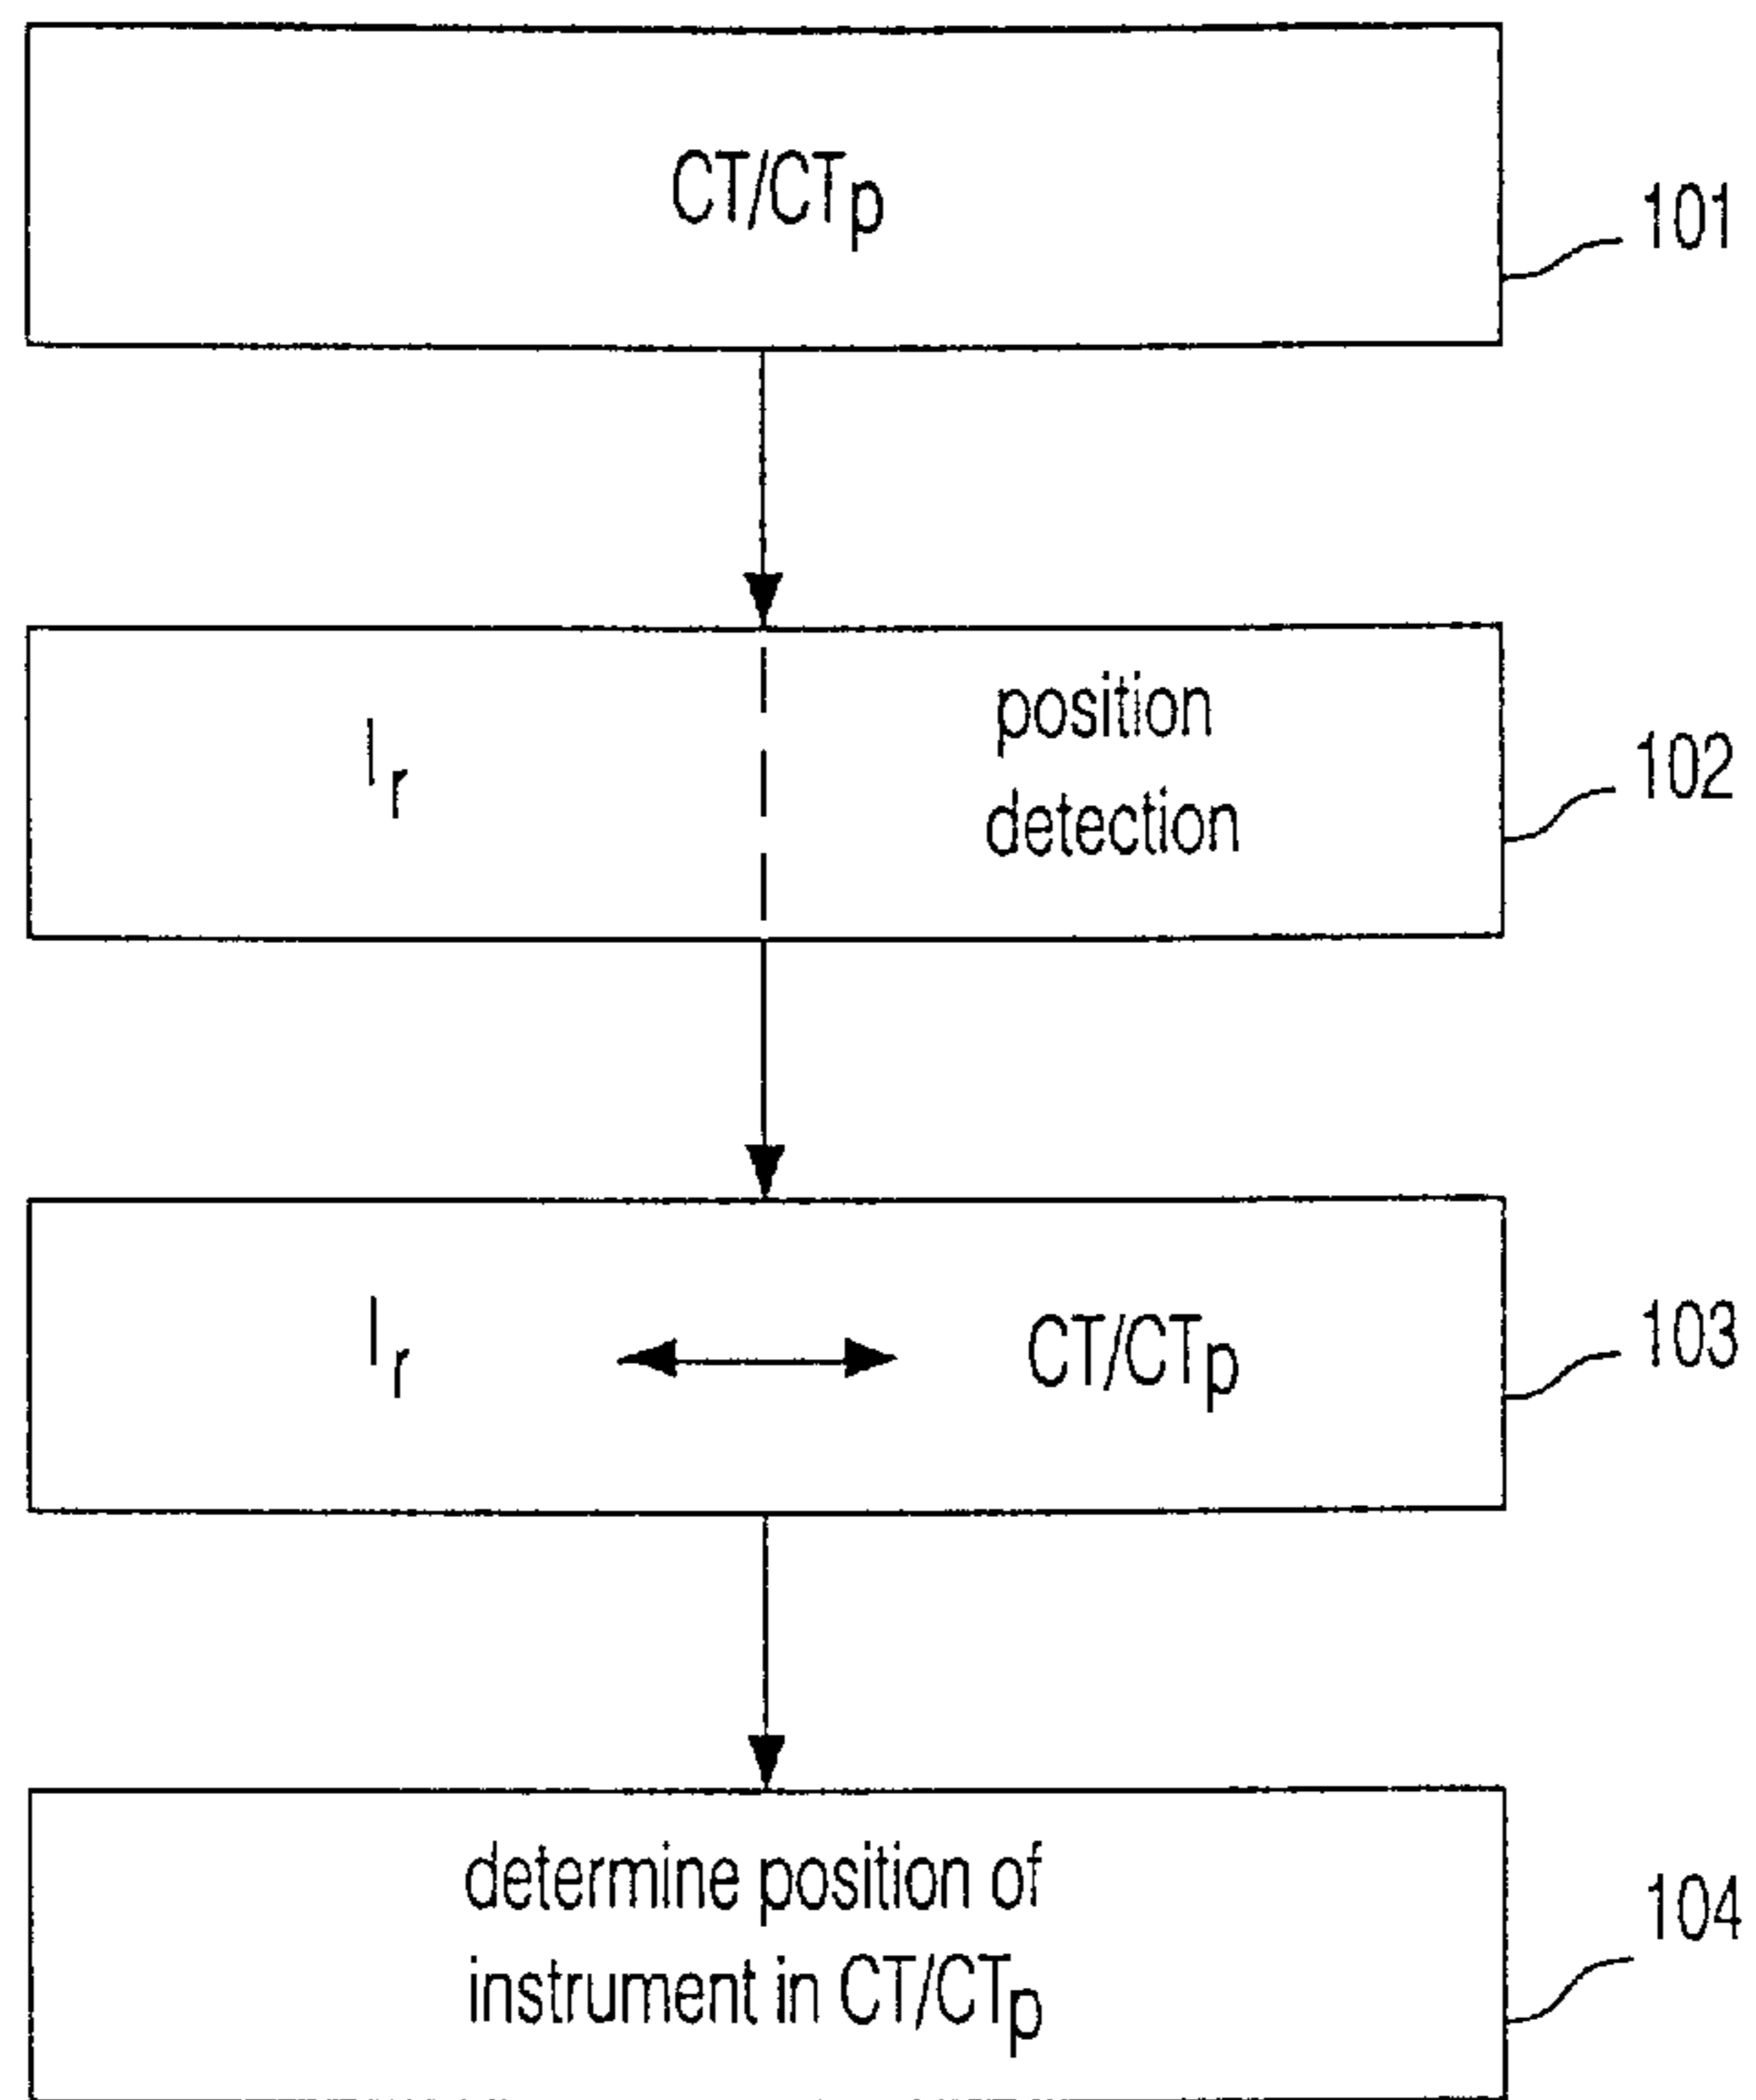 CT/CTp
101
Ir
position
detection
102
Ir
CT/CTp
103
determine position of
instrument in CT/CTp
104